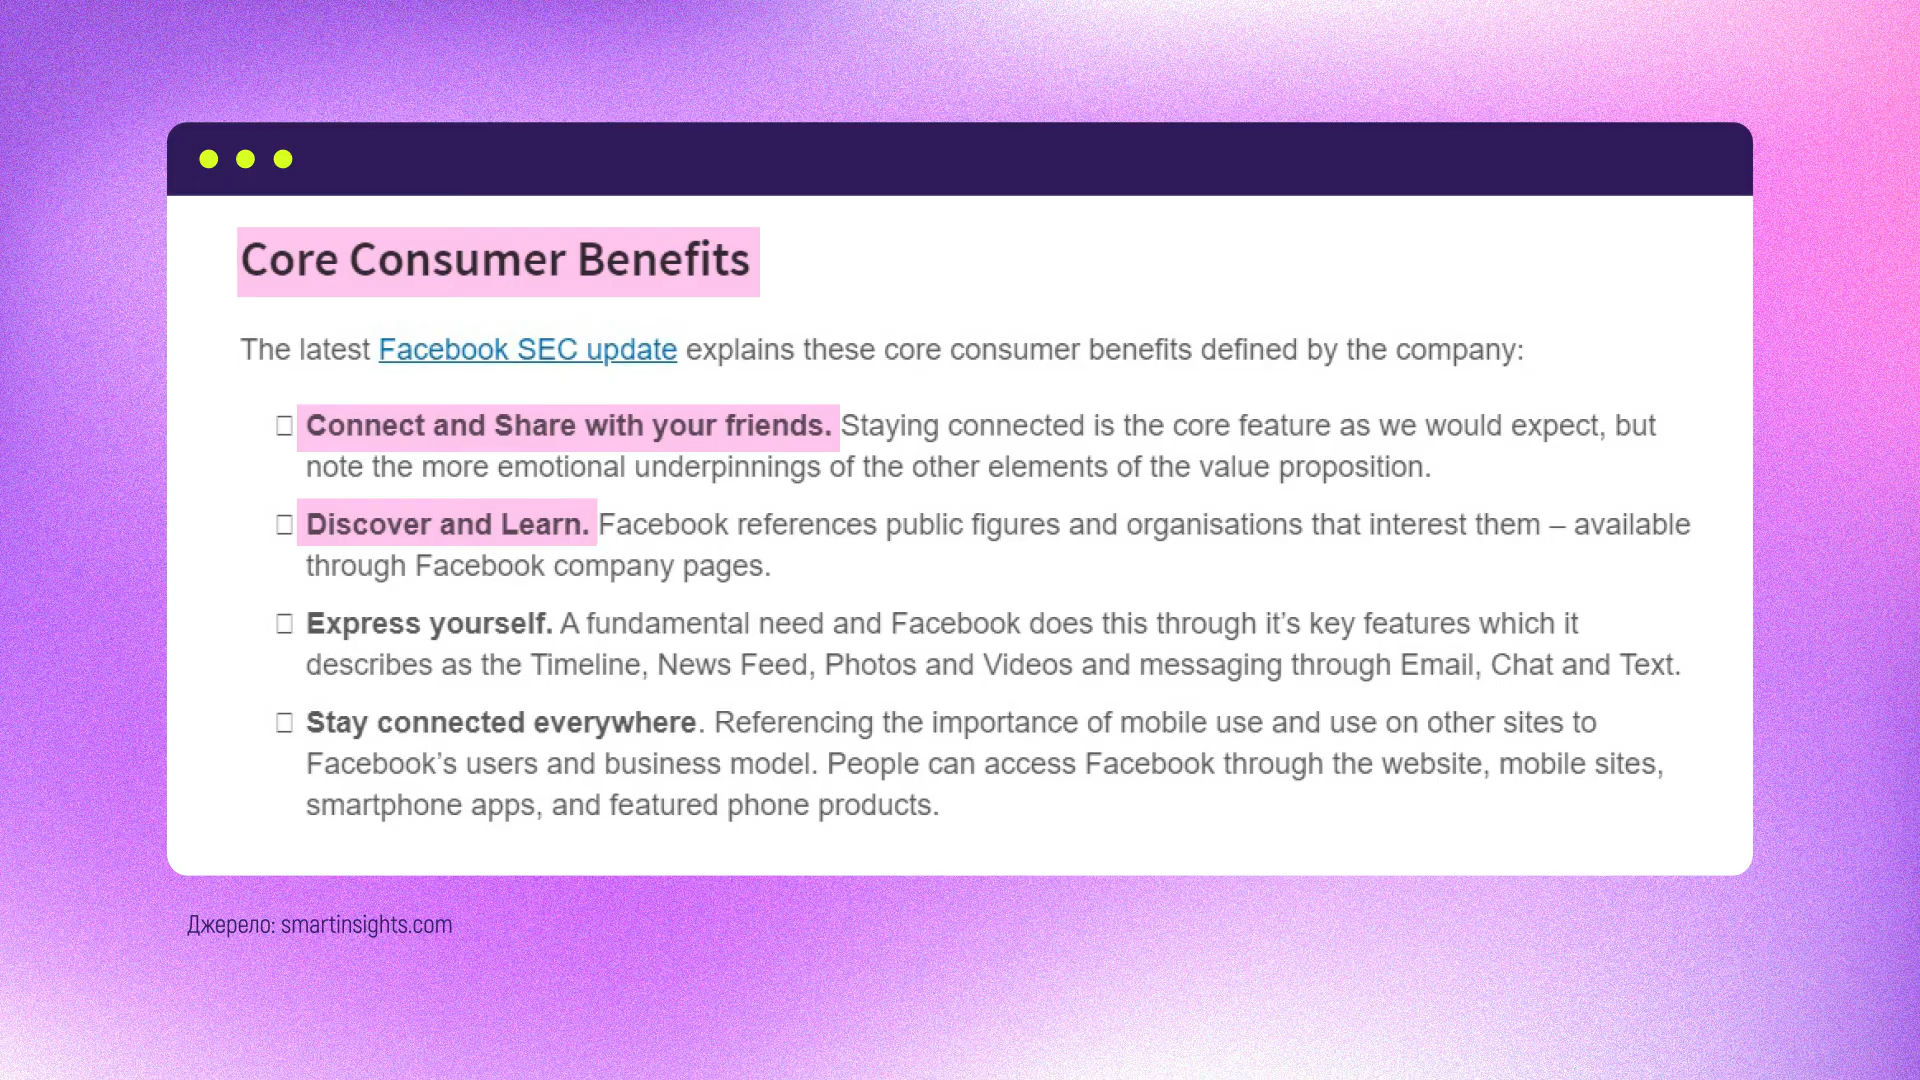 Core Consumer Benefits
The latest Facebook SEC update explains these core consumer benefits defined by the company:
Connect and Share with your friends. Staying connected is the core feature as we would expect, but
note the more emotional underpinnings of the other elements of the value proposition.
Discover and Learn. Facebook references public figures and organisations that interest them – available
through Facebook company pages.
Express yourself. A fundamental need and Facebook does this through it’s key features which it
describes as the Timeline, News Feed, Photos and Videos and messaging through Email, Chat and Text.
Stay connected everywhere. Referencing the importance of mobile use and use on other sites to
Facebook’s users and business model. People can access Facebook through the website, mobile sites,
smartphone apps, and featured phone products.
Джерело: smartinsights.com